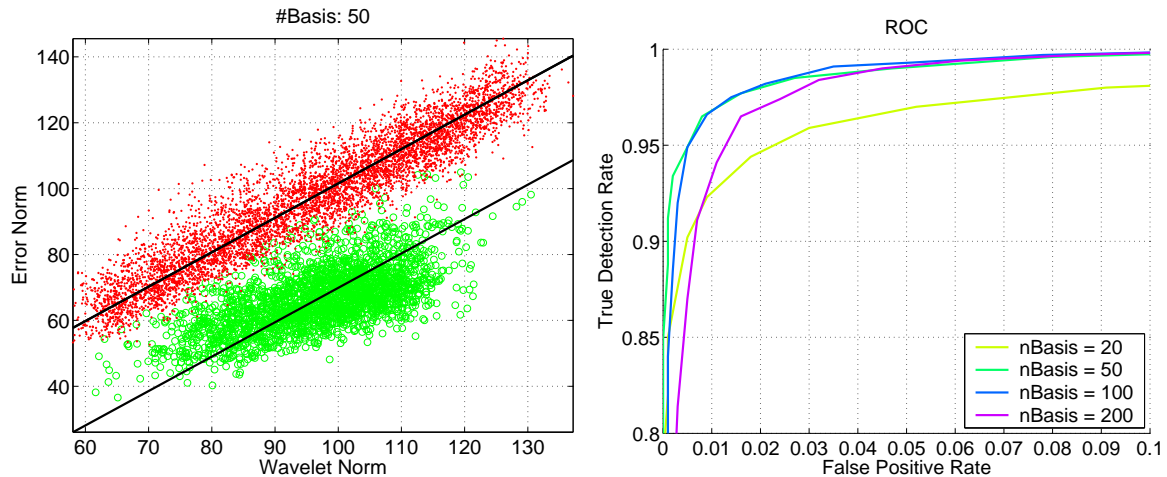 #Basis: 50
Error Norm
140
120
100
80
60
40
60 70 80 90 100 110 120 130
Wavelet Norm
ROC
True Detection Rate
1
0.95
0.9
0.85
0.8
0 0.01 0.02 0.03 0.04 0.05 0.06 0.07 0.08 0.09 0.1
False Positive Rate
nBasis = 20
nBasis = 50
nBasis = 100
nBasis = 200